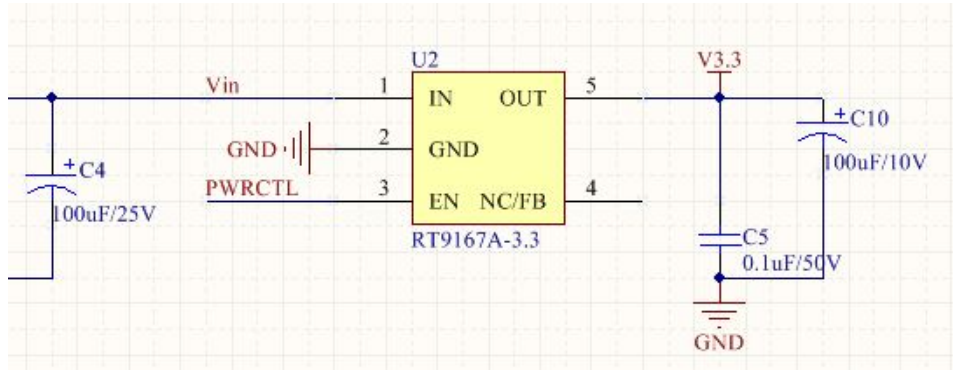 U2
V3.3
Vin
1
IN
OUT
5
C10
100uF/10V
GND
2
GND
C4
100uF/25V
PWRCTL
3
EN
NC/FB
4
RT9167A-3.3
C5
0.1uF/50V
GND